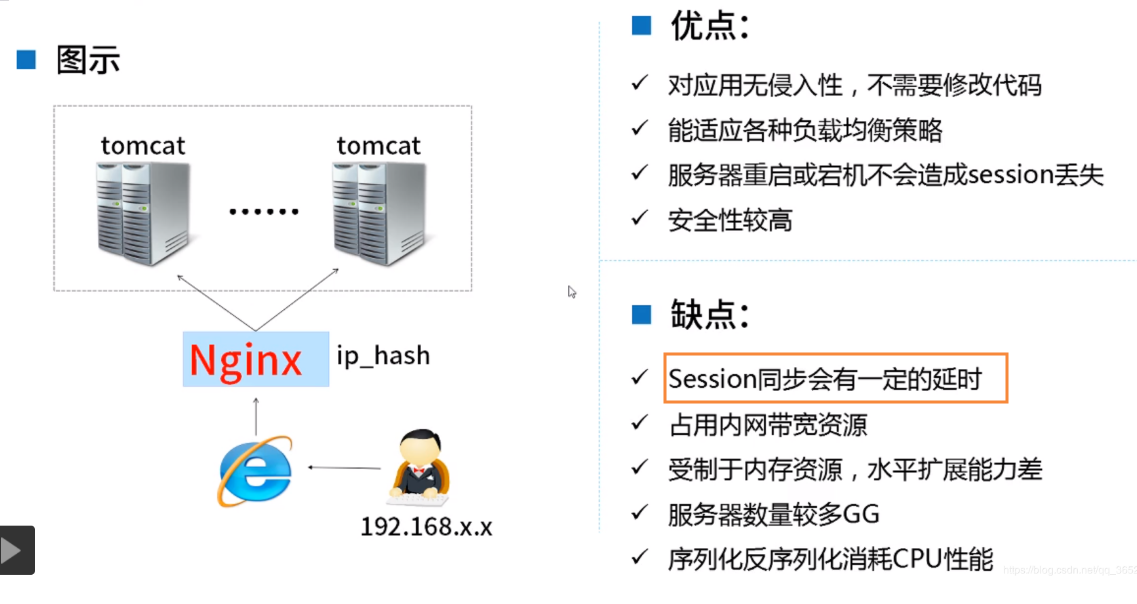 图示
tomcat
tomcat
Nginx
ip_hash
192.168.x.x
优点：
对应用无侵入性，不需要修改代码
能适应各种负载均衡策略
服务器重启或宕机不会造成session丢失
安全性较高
缺点：
Session同步会有一定的延时
占用内网带宽资源
受制于内存资源，水平扩展能力差
服务器数量较多GG
序列化反序列化消耗CPU性能
https://blog.csdn.net/qq_3652